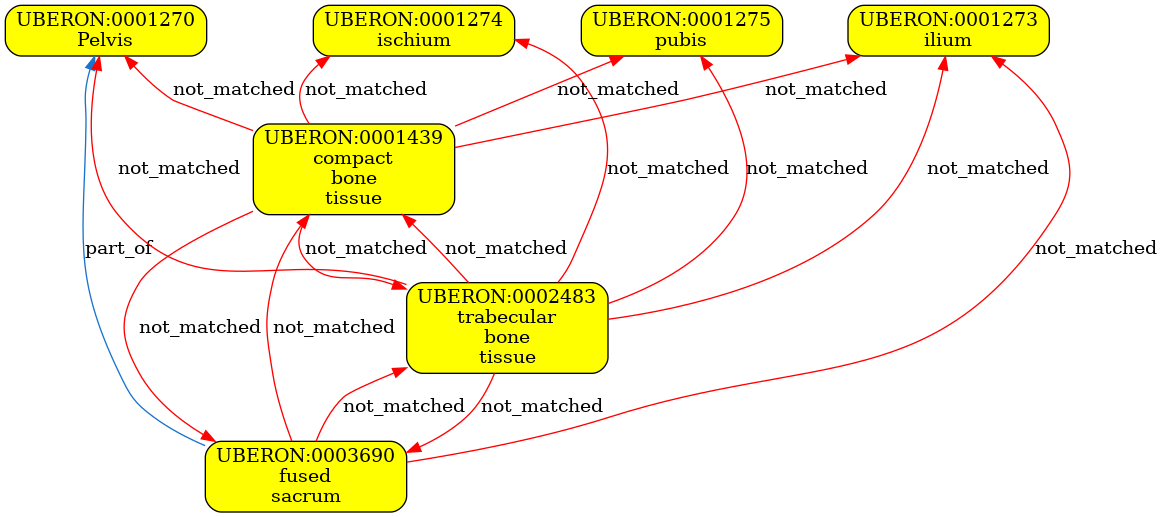 UBERON:0001270
Pelvis
UBERON:0001274
ischium
UBERON:0001275
pubis
UBERON:0001273
ilium
not_matched
not_matched
not_matched
not_matched
UBERON:0001439
compact
bone
tissue
not_matched
not_matched
not_matched
not_matched
part_of
not_matched
not_matched
not_matched
UBERON:0002483
trabecular
bone
tissue
not_matched
not_matched
not_matched
not_matched
UBERON:0003690
fused
sacrum